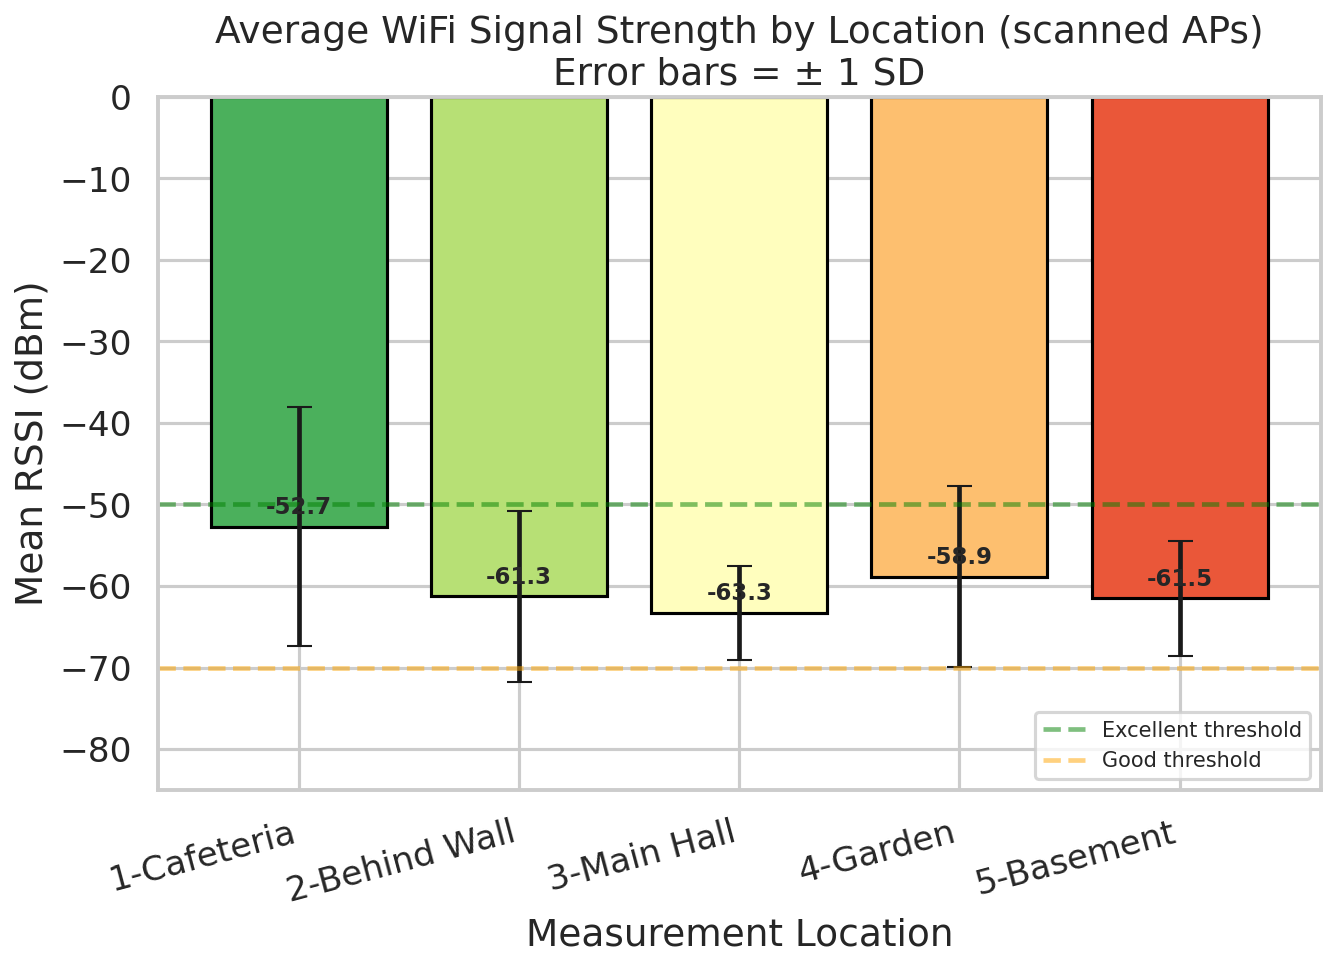 Average WiFi Signal Strength by Location (scanned APs)
Error bars = ± 1 SD
Mean RSSI (dBm)
0
−10
−20
−30
−40
−50
−60
−70
−80
-52.7
-61.3
-63.3
-58.9
-61.5
Excellent threshold
Good threshold
1-Cafeteria
2-Behind Wall
3-Main Hall
4-Garden
5-Basement
Measurement Location